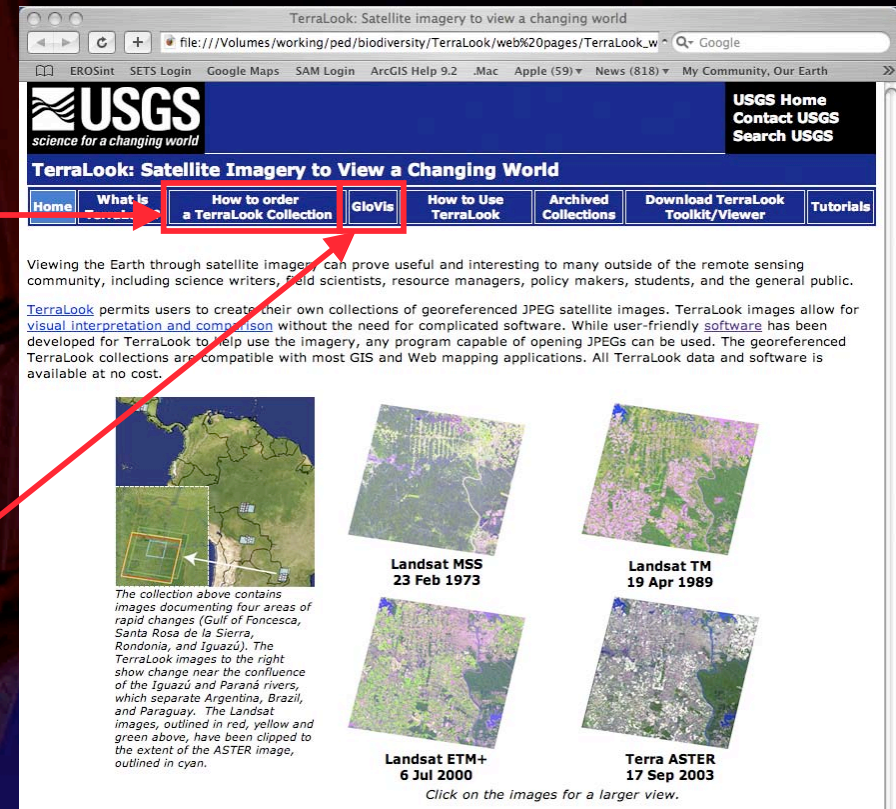 TerraLook: Satellite imagery to view a changing world
file:///Volumes/working/ped/biodiversity/TerraLook/web%20pages/TerraLook_w
Google
EROSint SETS Login Google Maps SAM Login ArcGIS Help 9.2 .Mac Apple (59) News (818) My Community, Our Earth
USGS
science for a changing world
USGS Home
Contact USGS
Search USGS
TerraLook: Satellite Imagery to View a Changing World
Home
What is
How to order
a TerraLook Collection
GloVis
How to Use
TerraLook
Archived
Collections
Download TerraLook
Toolkit/Viewer
Tutorials
Viewing the Earth through satellite imagery can prove useful and interesting to many outside of the remote sensing
community, including science writers, field scientists, resource managers, policy makers, students, and the general public.
TerraLook permits users to create their own collections of georeferenced JPEG satellite images. TerraLook images allow for
visual interpretation and comparison without the need for complicated software. While user-friendly software has been
developed for TerraLook to help use the imagery, any program capable of opening JPEGs can be used. The georeferenced
TerraLook collections are compatible with most GIS and Web mapping applications. All TerraLook data and software is
available at no cost.
The collection above contains
images documenting four areas of
rapid changes (Gulf of Foncesca,
Santa Rosa de la Sierra,
Rondonia, and Iguazú). The
TerraLook images to the right
show change near the confluence
of the Iguazú and Paraná rivers,
which separate Argentina, Brazil,
and Paraguay. The Landsat
images, outlined in red, yellow and
green above, have been clipped to
the extent of the ASTER image,
outlined in cyan.
Landsat MSS
23 Feb 1973
Landsat TM
19 Apr 1989
Landsat ETM+
6 Jul 2000
Terra ASTER
17 Sep 2003
Click on the images for a larger view.